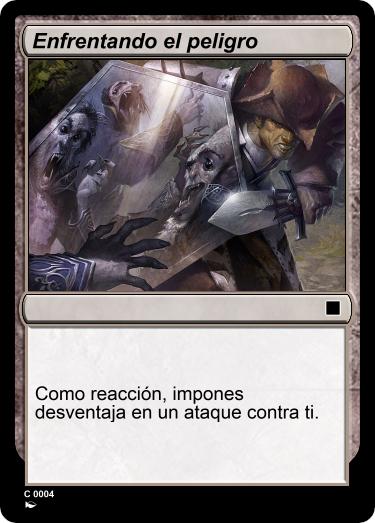 Enfrentando el peligro
Como reacción, impones
desventaja en un ataque contra ti.
C 0004